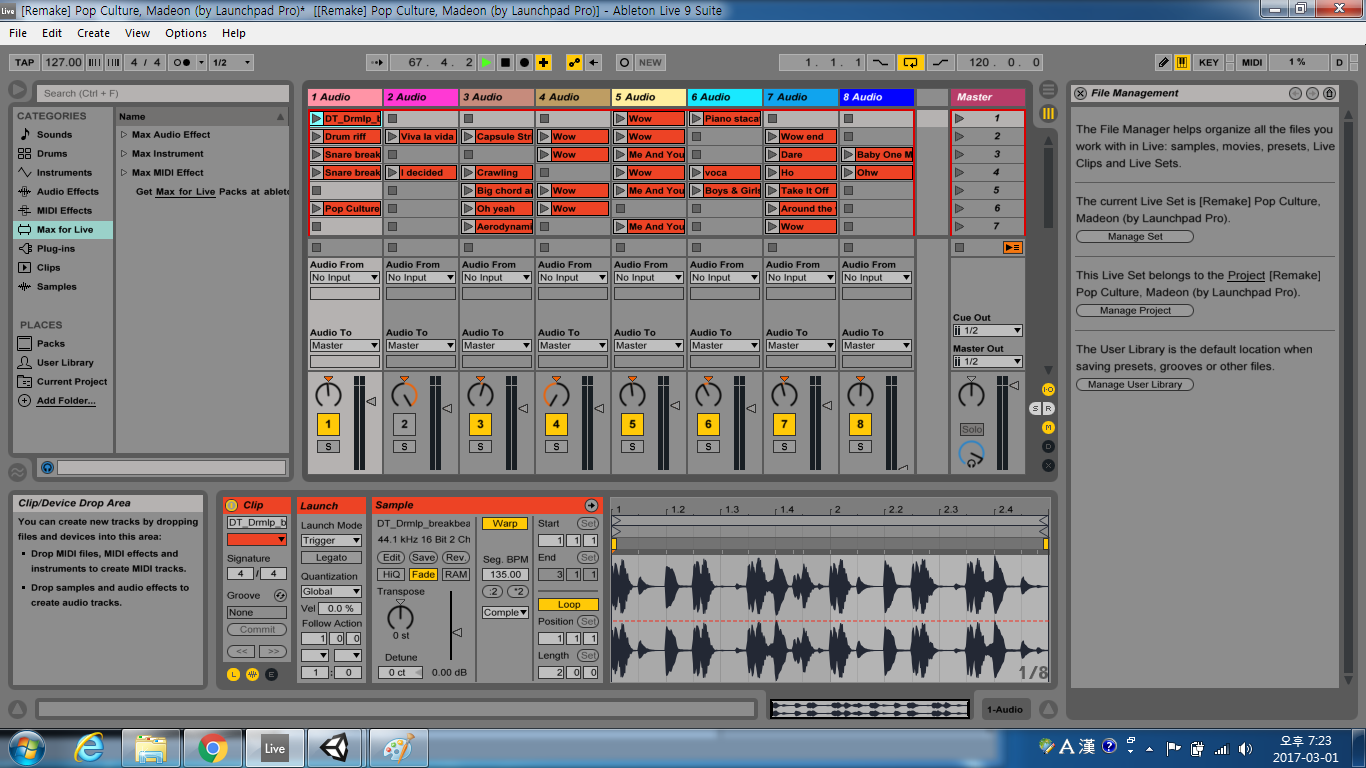 Live [Remake] Pop Culture, Madeon (by Launchpad Pro)* [[Remake] Pop Culture, Madeon (by Launchpad Pro)] - Ableton Live 9 Suite
File Edit Create View Options Help
TAP 127.00 4 / 4 1/2 67. 4. 2 NEW 1. 1. 1 120. 0. 0 KEY MIDI 1 % D
Search (Ctrl + F)
CATEGORIES
Sounds
Drums
Instruments
Audio Effects
MIDI Effects
Max for Live
Plug-ins
Clips
Samples
PLACES
Packs
User Library
Current Project
Add Folder...
Name
Max Audio Effect
Max Instrument
Max MIDI Effect
Get Max for Live Packs at ableto
1 Audio 2 Audio 3 Audio 4 Audio 5 Audio 6 Audio 7 Audio 8 Audio Master
DT_Drmlp_b Wow Piano staca 1
Drum riff Viva la vida Capsule Stri Wow Wow Wow end 2
Snare break Wow Me And You Dare Baby One M 3
Snare break I decided Crawling Wow voca Ho Ohw 4
Big chord a Wow Me And You Boys & Girls Take It Off 5
Pop Culture Oh yeah Wow Around the 6
Aerodynami Me And You Wow 7
Audio From Audio From Audio From Audio From Audio From Audio From Audio From Audio From
No Input No Input No Input No Input No Input No Input No Input No Input
Cue Out
1/2
Audio To Audio To Audio To Audio To Audio To Audio To Audio To Audio To
Master Master Master Master Master Master Master Master
Master Out
1/2
1 2 3 4 5 6 7 8 Solo
S S S S S S S S
I·O
S R
M
D
X
File Management
The File Manager helps organize all the files you
work with in Live: samples, movies, presets, Live
Clips and Live Sets.
The current Live Set is [Remake] Pop Culture,
Madeon (by Launchpad Pro).
Manage Set
This Live Set belongs to the Project [Remake]
Pop Culture, Madeon (by Launchpad Pro).
Manage Project
The User Library is the default location when
saving presets, grooves or other files.
Manage User Library
Clip/Device Drop Area
You can create new tracks by dropping
files and devices into this area:
Drop MIDI files, MIDI effects and
instruments to create MIDI tracks.
Drop samples and audio effects to
create audio tracks.
Clip
DT_Drmlp_b
Signature
4 / 4
Groove
None
Commit
<< >>
L E
Launch
Launch Mode
Trigger
Legato
Quantization
Global
Vel 0.0 %
Follow Action
1 0 0
1 : 0
Sample
DT_Drmlp_breakbea
44.1 kHz 16 Bit 2 Ch
Edit Save Rev.
HiQ Fade RAM
Transpose
0 st
Detune
0 ct 0.00 dB
Warp
Seg. BPM
135.00
:2 *2
Comple
Start Set
1 1 1
End Set
3 1 1
Loop
Position Set
1 1 1
Length Set
2 0 0
1 1.2 1.3 1.4 2 2.2 2.3 2.4
1/8
1-Audio
Live A 漢 ? 오후 7:23
2017-03-01